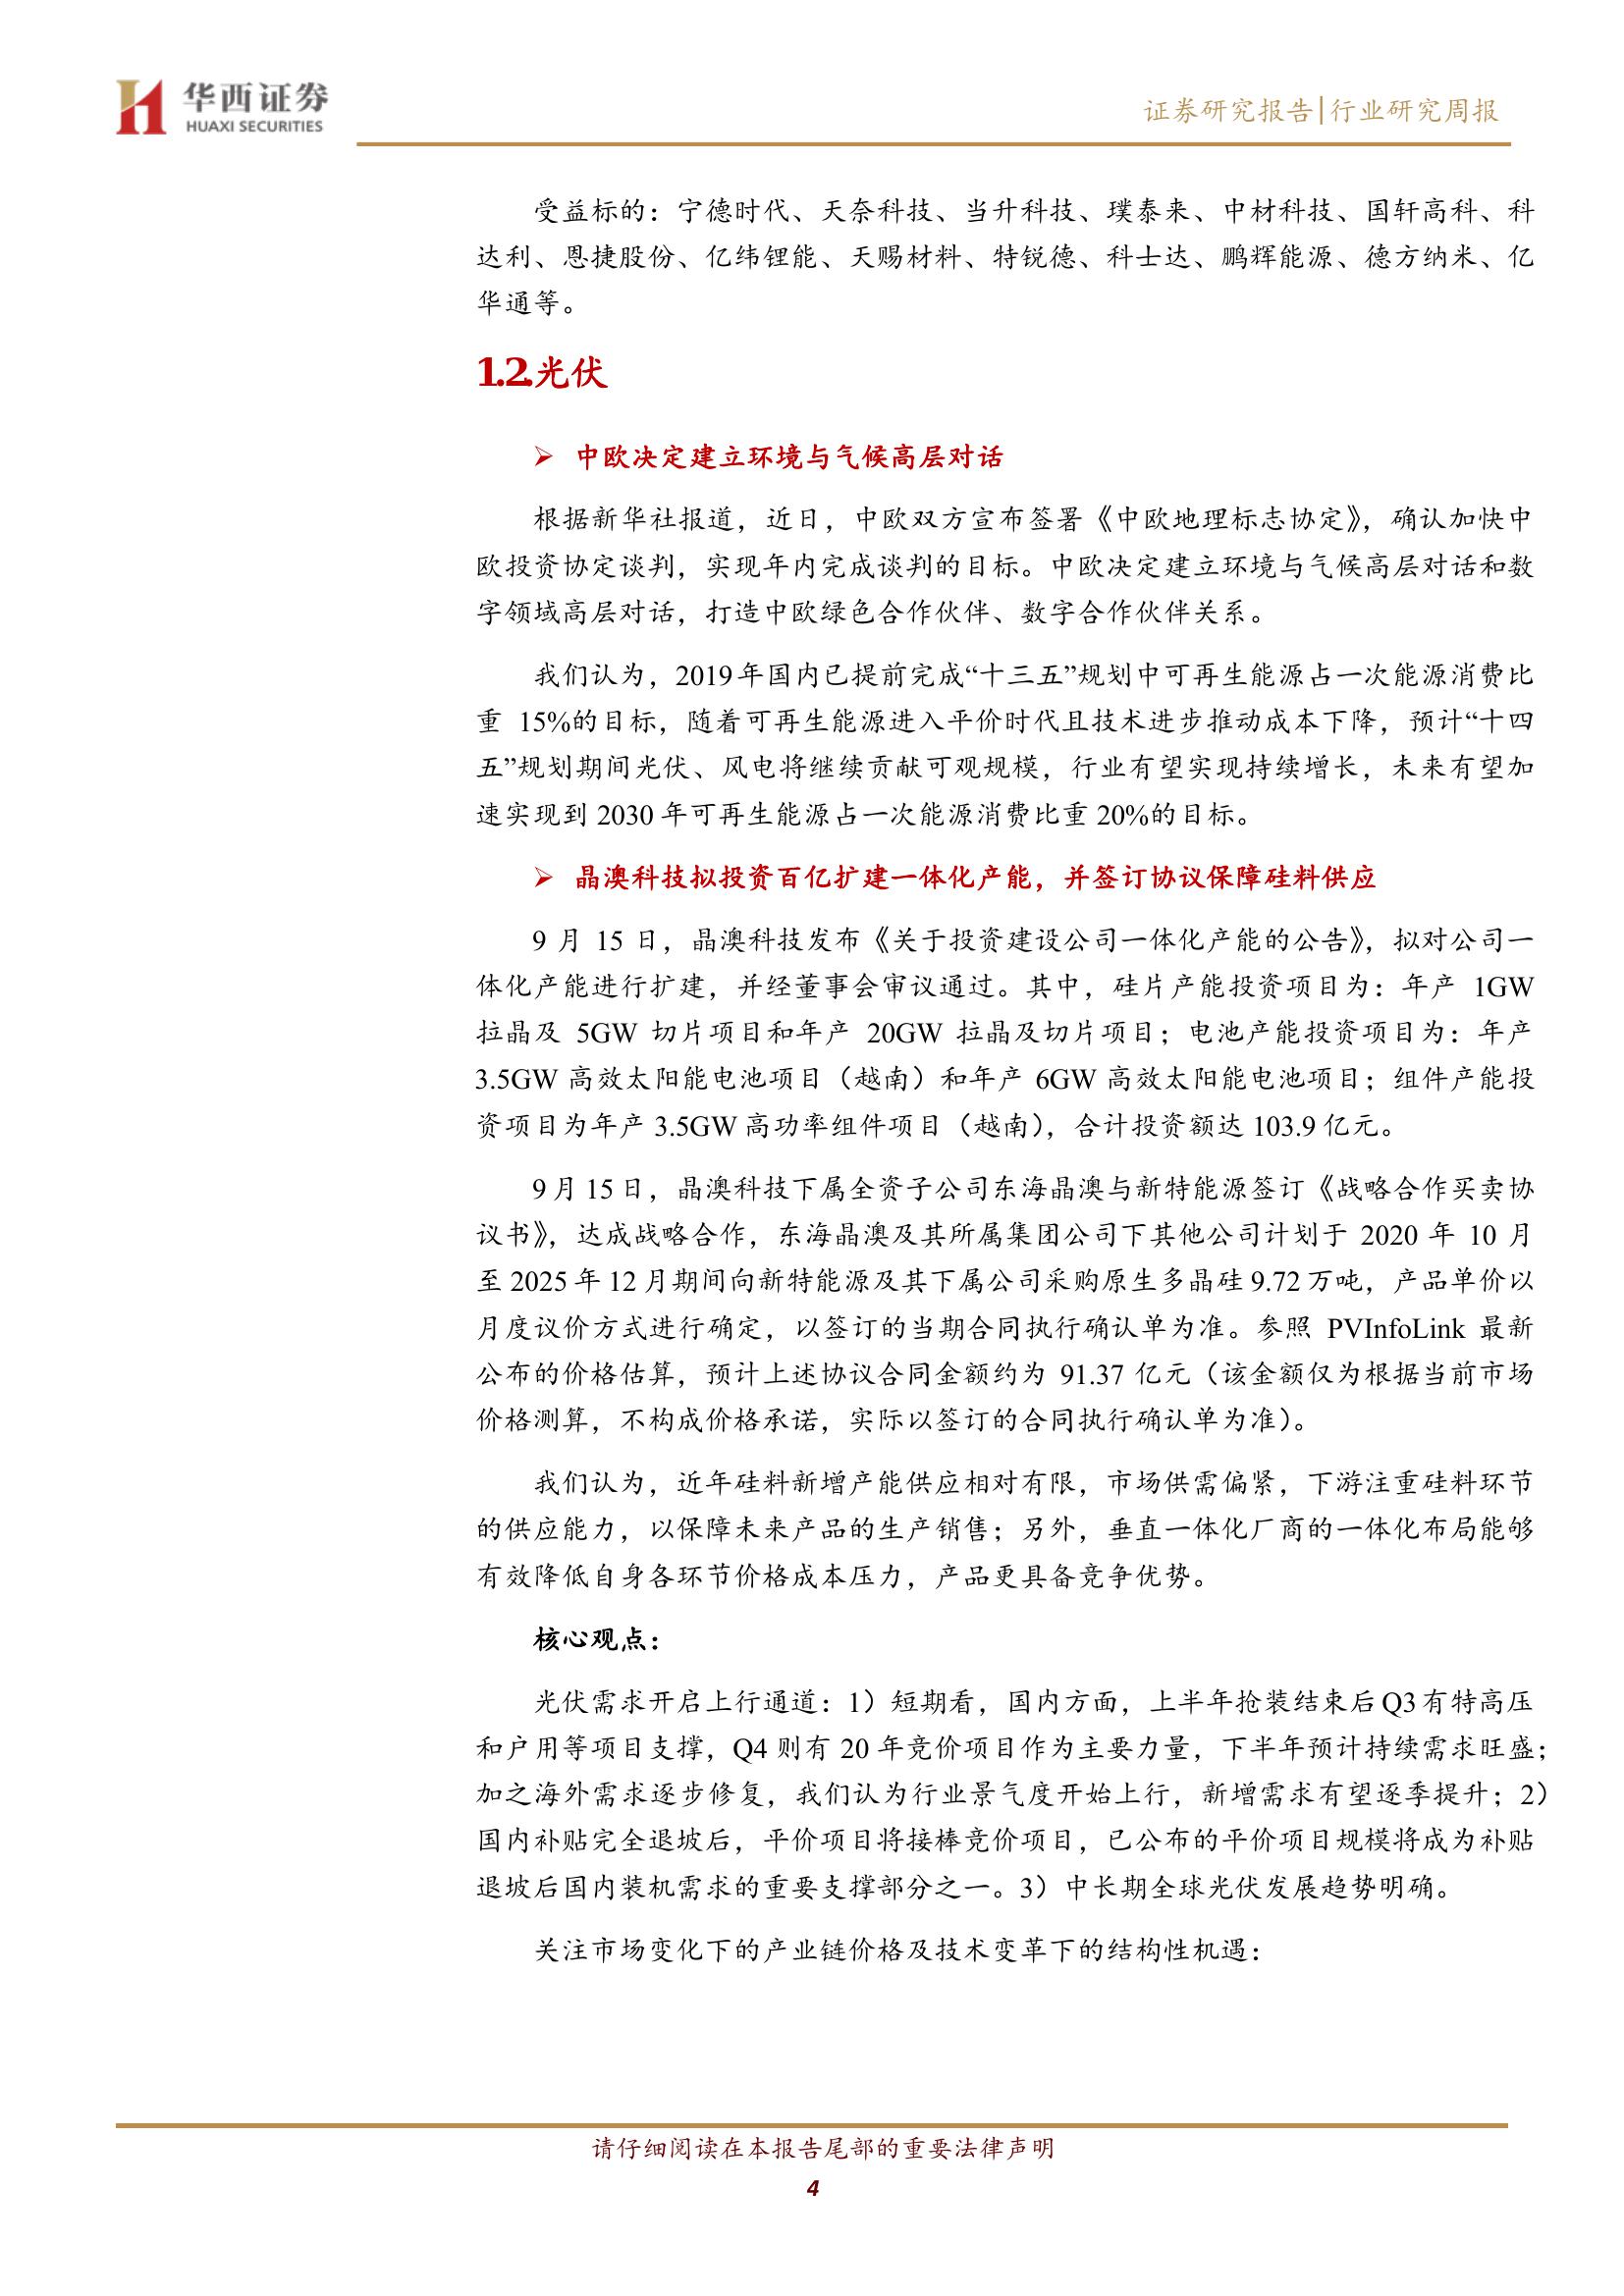 华西证券
HUAXI SECURITIES
证券研究报告|行业研究周报
受益标的：宁德时代、天奈科技、当升科技、璞泰来、中材科技、国轩高科、科
达利、恩捷股份、亿纬锂能、天赐材料、特锐德、科士达、鹏辉能源、德方纳米、亿
华通等。
1.2.光伏
➢ 中欧决定建立环境与气候高层对话
根据新华社报道，近日，中欧双方宣布签署《中欧地理标志协定》，确认加快中
欧投资协定谈判，实现年内完成谈判的目标。中欧决定建立环境与气候高层对话和数
字领域高层对话，打造中欧绿色合作伙伴、数字合作伙伴关系。
我们认为，2019年国内已提前完成“十三五”规划中可再生能源占一次能源消费比
重 15%的目标，随着可再生能源进入平价时代且技术进步推动成本下降，预计“十四
五”规划期间光伏、风电将继续贡献可观规模，行业有望实现持续增长，未来有望加
速实现到 2030 年可再生能源占一次能源消费比重 20%的目标。
➢ 晶澳科技拟投资百亿扩建一体化产能，并签订协议保障硅料供应
9 月 15 日，晶澳科技发布《关于投资建设公司一体化产能的公告》，拟对公司一
体化产能进行扩建，并经董事会审议通过。其中，硅片产能投资项目为：年产 1GW
拉晶及 5GW 切片项目和年产 20GW 拉晶及切片项目；电池产能投资项目为：年产
3.5GW 高效太阳能电池项目（越南）和年产 6GW 高效太阳能电池项目；组件产能投
资项目为年产 3.5GW 高功率组件项目（越南），合计投资额达 103.9 亿元。
9 月 15 日，晶澳科技下属全资子公司东海晶澳与新特能源签订《战略合作买卖协
议书》，达成战略合作，东海晶澳及其所属集团公司下其他公司计划于 2020 年 10 月
至 2025 年 12 月期间向新特能源及其下属公司采购原生多晶硅 9.72 万吨，产品单价以
月度议价方式进行确定，以签订的当期合同执行确认单为准。参照 PVInfoLink 最新
公布的价格估算，预计上述协议合同金额约为 91.37 亿元（该金额仅为根据当前市场
价格测算，不构成价格承诺，实际以签订的合同执行确认单为准）。
我们认为，近年硅料新增产能供应相对有限，市场供需偏紧，下游注重硅料环节
的供应能力，以保障未来产品的生产销售；另外，垂直一体化厂商的一体化布局能够
有效降低自身各环节价格成本压力，产品更具备竞争优势。
核心观点：
光伏需求开启上行通道：1）短期看，国内方面，上半年抢装结束后 Q3 有特高压
和户用等项目支撑，Q4 则有 20 年竞价项目作为主要力量，下半年预计持续需求旺盛；
加之海外需求逐步修复，我们认为行业景气度开始上行，新增需求有望逐季提升；2）
国内补贴完全退坡后，平价项目将接棒竞价项目，已公布的平价项目规模将成为补贴
退坡后国内装机需求的重要支撑部分之一。3）中长期全球光伏发展趋势明确。
关注市场变化下的产业链价格及技术变革下的结构性机遇：
请仔细阅读在本报告尾部的重要法律声明
4